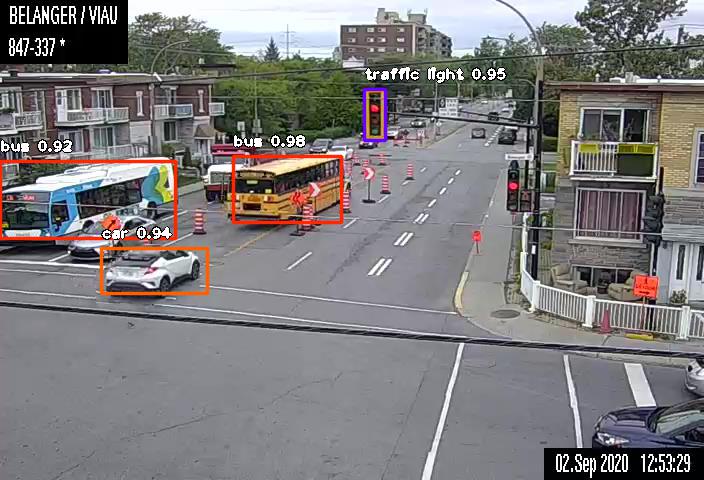 BELANGER / VIAU
847-337 *
traffic light 0.95
bus 0.98
bus 0.92
car 0.94
02.Sep 2020 12:53:29